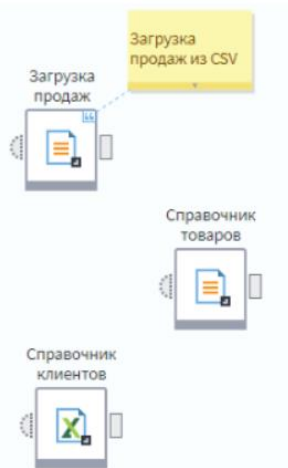 Загрузка
продаж из CSV
Загрузка
продаж
Справочник
товаров
Справочник
клиентов